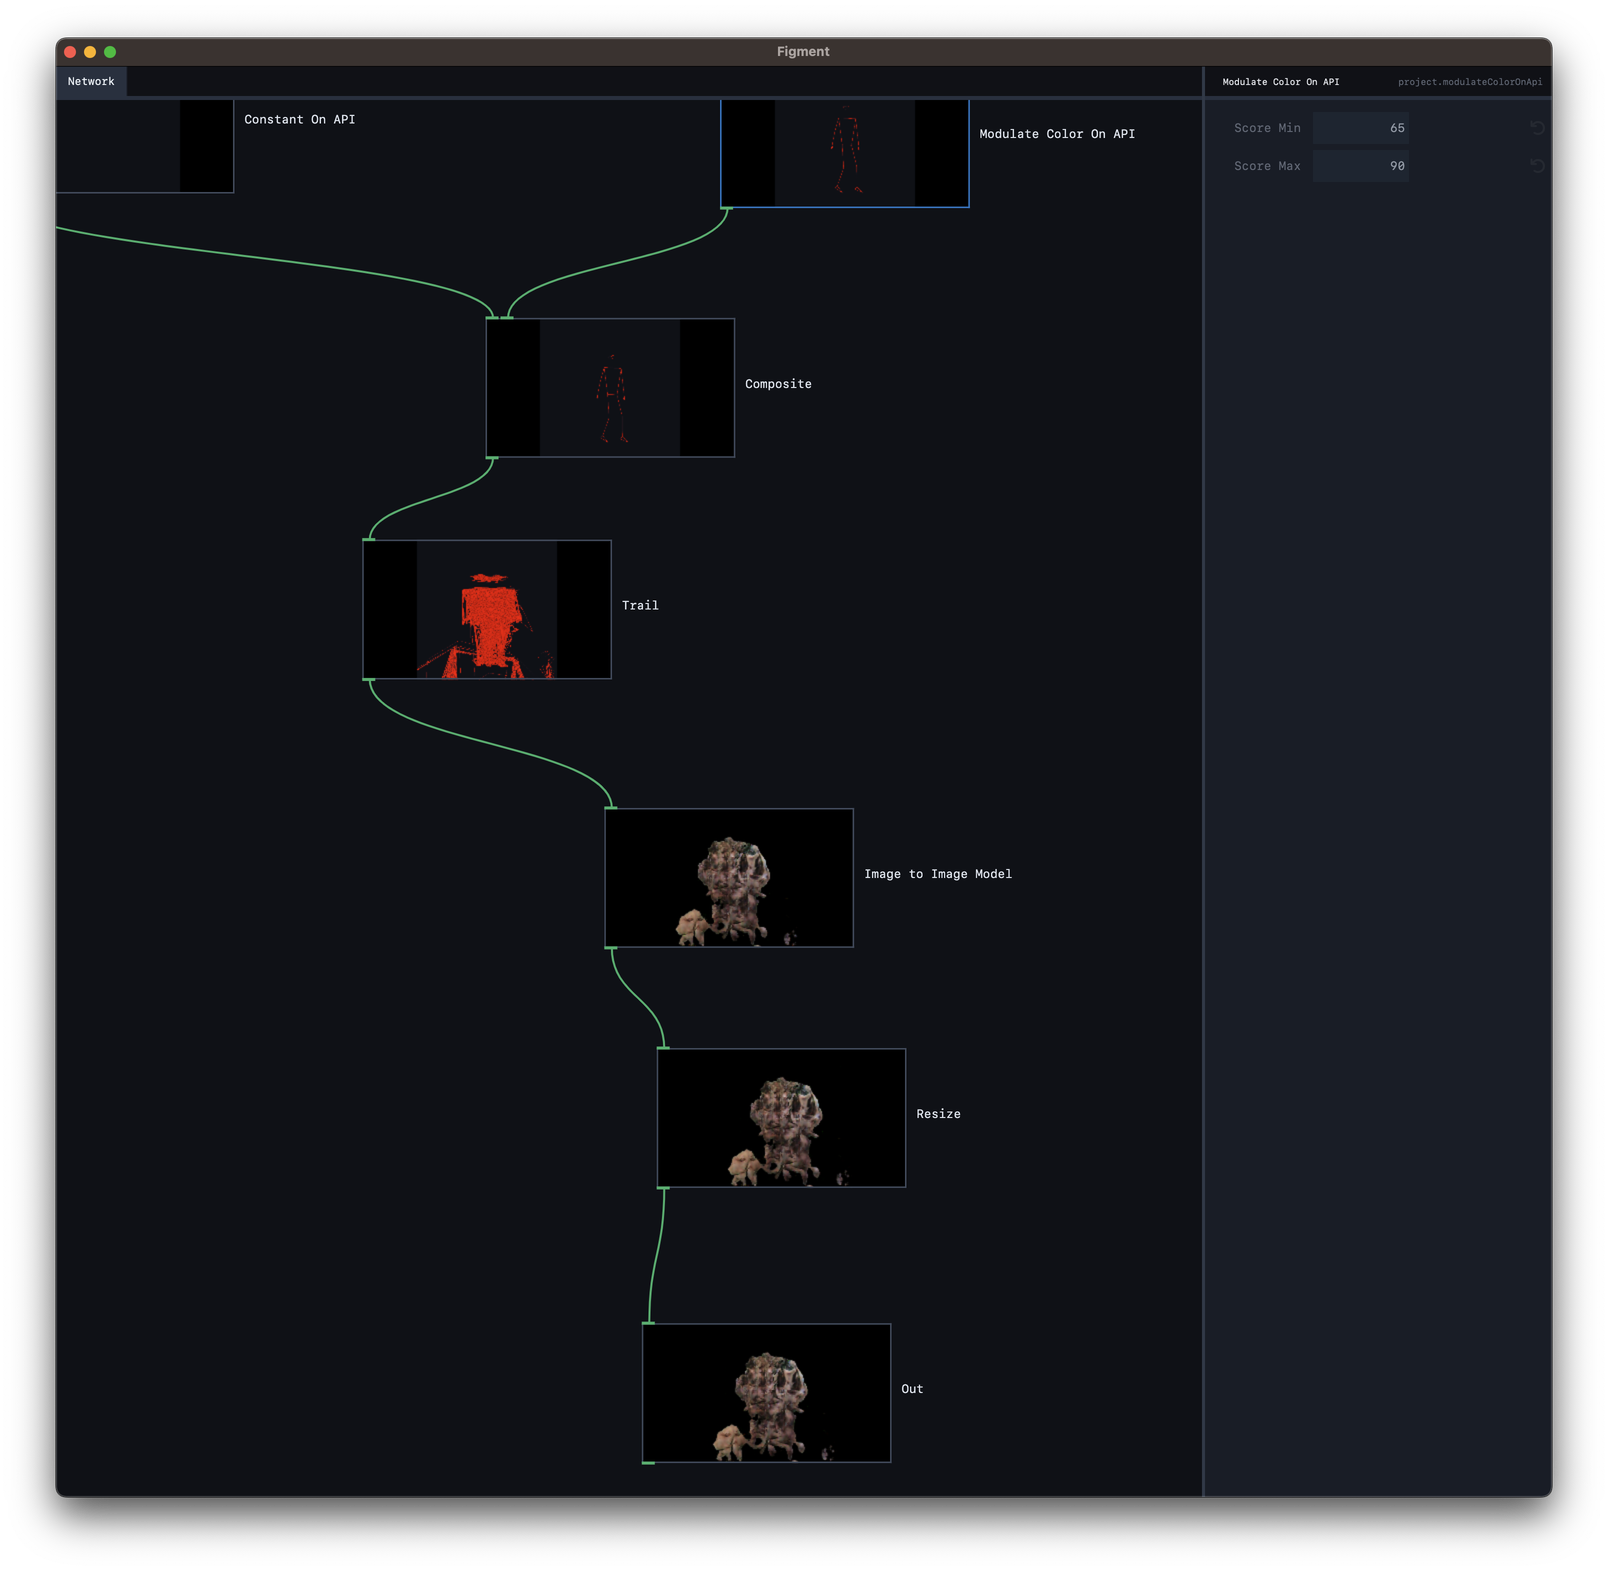 Figment
Network
Modulate Color On API
project.modulateColorOnApi
Constant On API
Modulate Color On API
Score Min
65
Score Max
90
Composite
Trail
Image to Image Model
Resize
Out